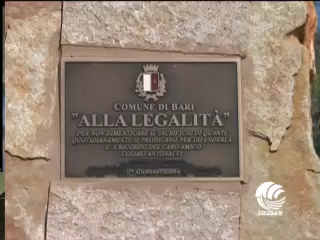 COMUNE DI BARI
"ALLA LEGALITÀ"
PER NON DIMENTICARE IL SACRIFICIO DI QUANTI
QUOTIDIANAMENTE SI PRODIGANO PER DIFENDERLA
E A RICORDO DEL CARO AMICO
COSIMO ANTONACCI